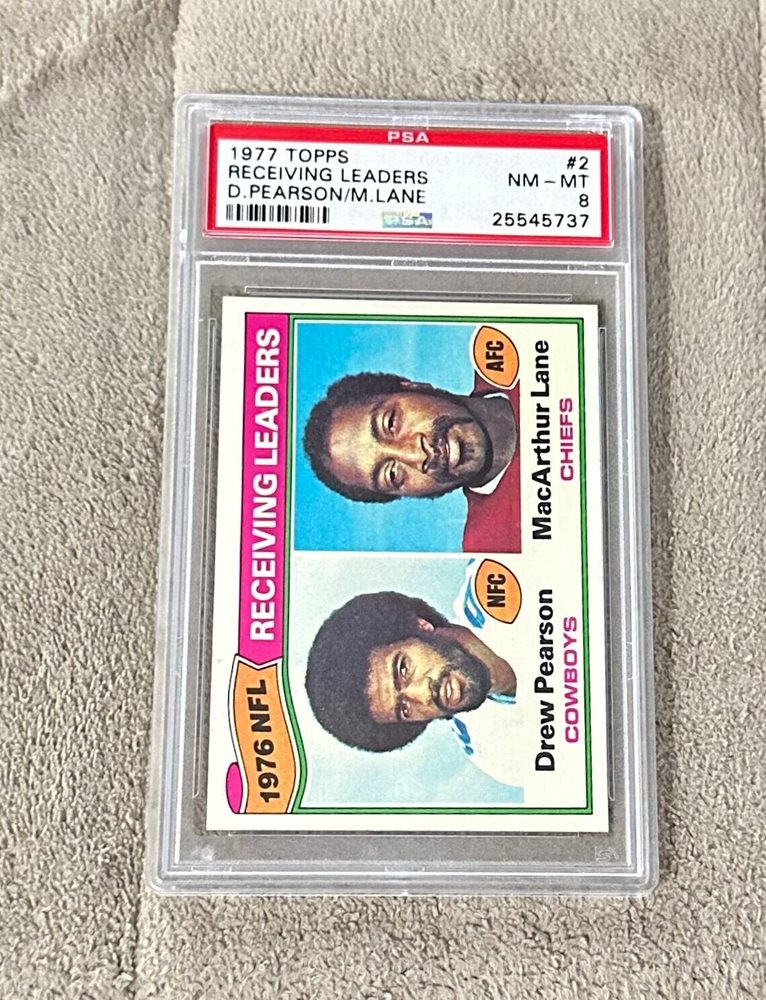 PSA
1977 TOPPS #2
RECEIVING LEADERS NM - MT
D.PEARSON/M.LANE 8
PSA 25545737
1976 NFL RECEIVING LEADERS
NFC AFC
Drew Pearson MacArthur Lane
COWBOYS CHIEFS